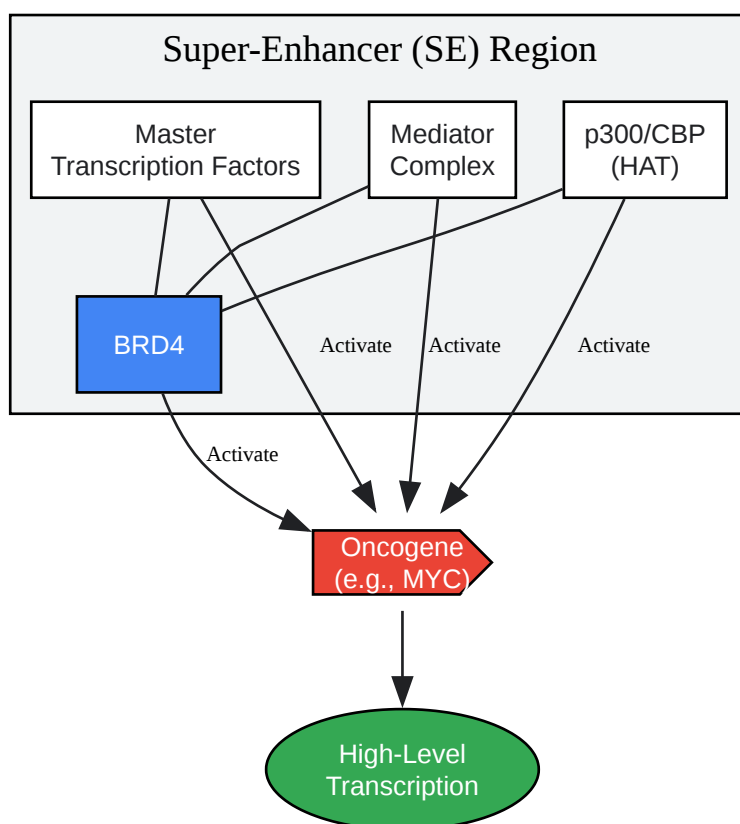 Super-Enhancer (SE) Region
Master
Transcription Factors
Mediator
Complex
p300/CBP
(HAT)
BRD4
Activate
Activate
Activate
Activate
Oncogene
(e.g., MYC)
High-Level
Transcription